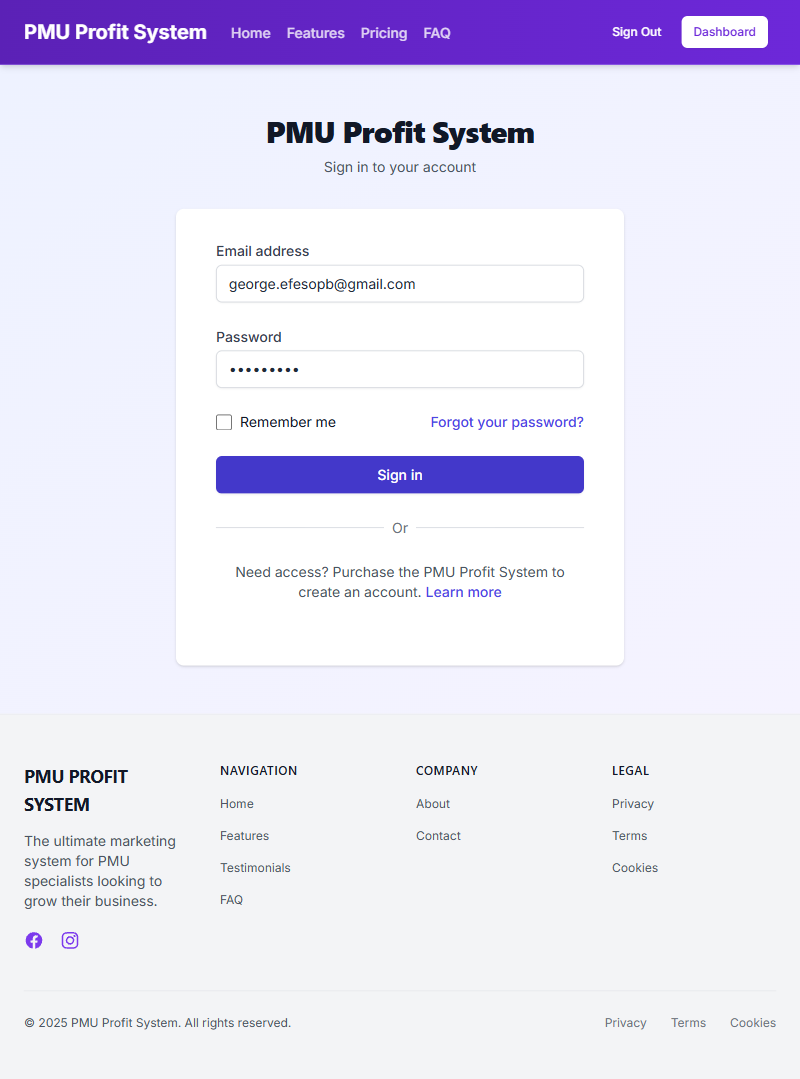 PMU Profit System Home Features Pricing FAQ Sign Out Dashboard
PMU Profit System
Sign in to your account
Email address
george.efesopb@gmail.com
Password
•••••••••
Remember me Forgot your password?
Sign in
Or
Need access? Purchase the PMU Profit System to
create an account. Learn more
PMU PROFIT
SYSTEM
The ultimate marketing
system for PMU
specialists looking to
grow their business.
NAVIGATION
Home
Features
Testimonials
FAQ
COMPANY
About
Contact
LEGAL
Privacy
Terms
Cookies
© 2025 PMU Profit System. All rights reserved. Privacy Terms Cookies